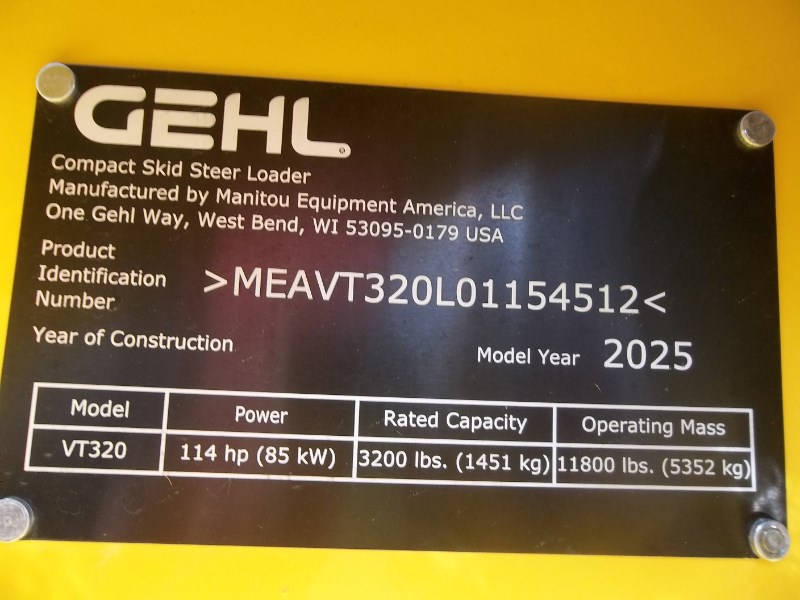 GEHL
Compact Skid Steer Loader
Manufactured by Manitou Equipment America, LLC
One Gehl Way, West Bend, WI 53095-0179 USA
Product
Identification
Number
>MEAVT320L01154512<
Year of Construction
Model Year 2025
Model Power Rated Capacity Operating Mass
VT320 114 hp (85 kW) 3200 lbs. (1451 kg) 11800 lbs. (5352 kg)